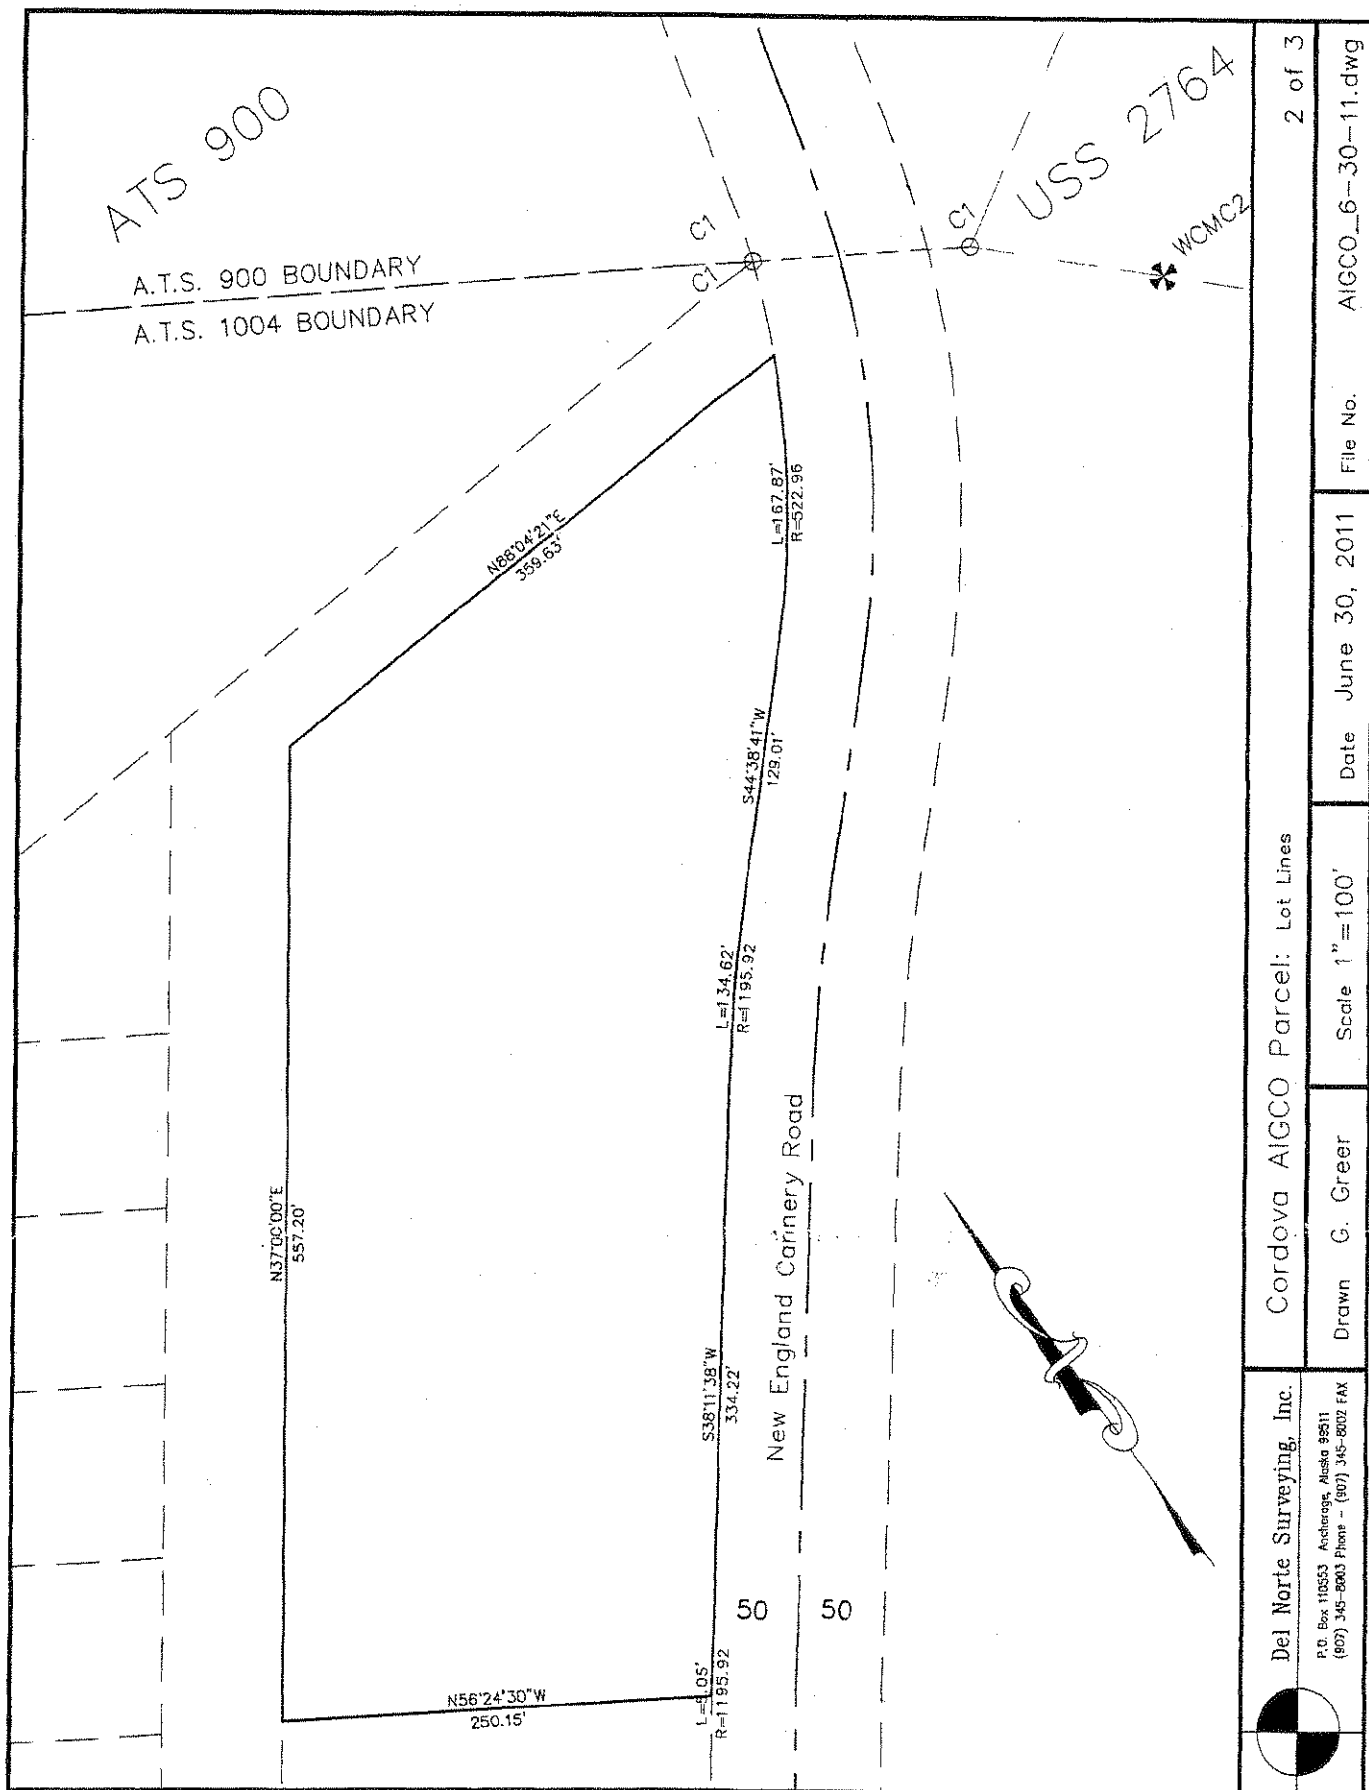 ATS 900
A.T.S. 900 BOUNDARY
A.T.S. 1004 BOUNDARY
C1
C1
C1
USS 2764
WCMC2
N88°04'21"E
359.63'
L=167.87'
R=522.96
S44°38'41"W
129.01'
L=134.62'
R=1195.92
N37°00'00"E
557.20'
S38°11'38"W
334.22'
New England Cannery Road
50
50
N56°24'30"W
250.15'
R=1195.92
Del Norte Surveying, Inc.
P.O. Box 110553 Anchorage, Alaska 99511
(907) 345-8003 Phone - (907) 345-8002 FAX
Cordova AIGCO Parcel: Lot Lines
2 of 3
Drawn G. Greer
Scale 1"=100'
Date June 30, 2011
File No. AIGCO_6-30-11.dwg